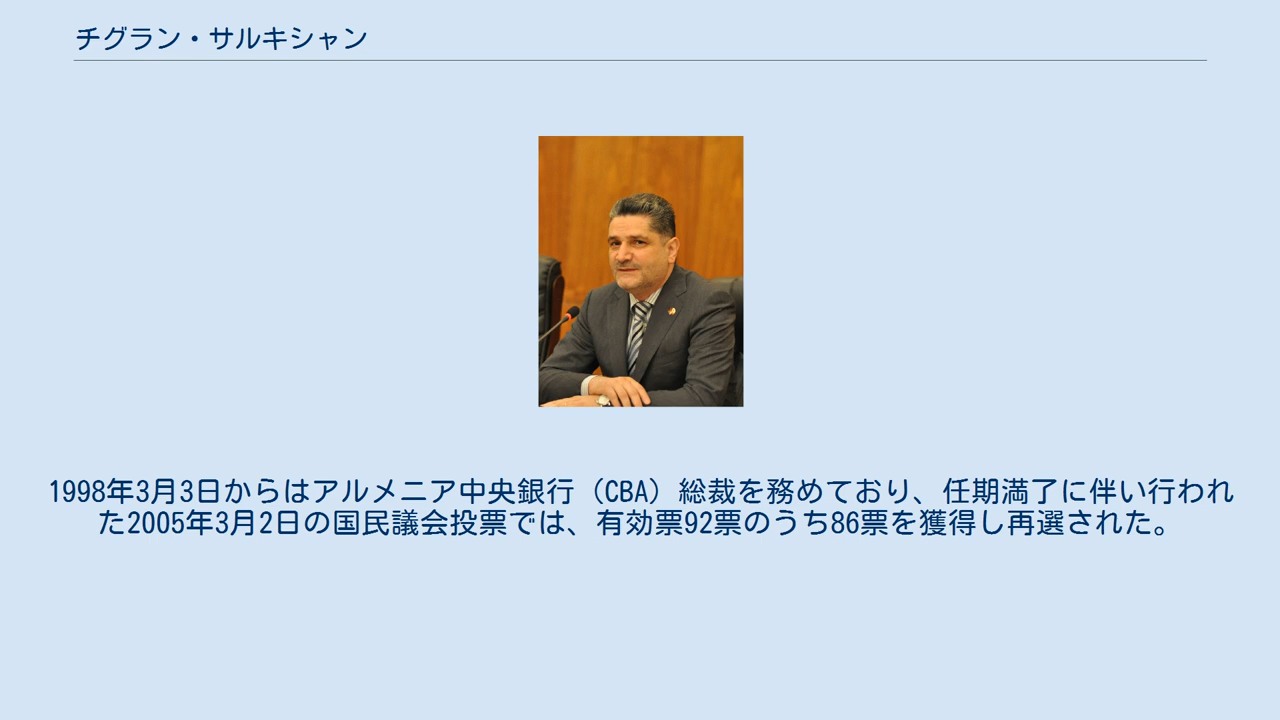 チグラン・サルキシャン
1998年3月3日からはアルメニア中央銀行（CBA）総裁を務めており、任期満了に伴い行われ
た2005年3月2日の国民議会投票では、有効票92票のうち86票を獲得し再選された。